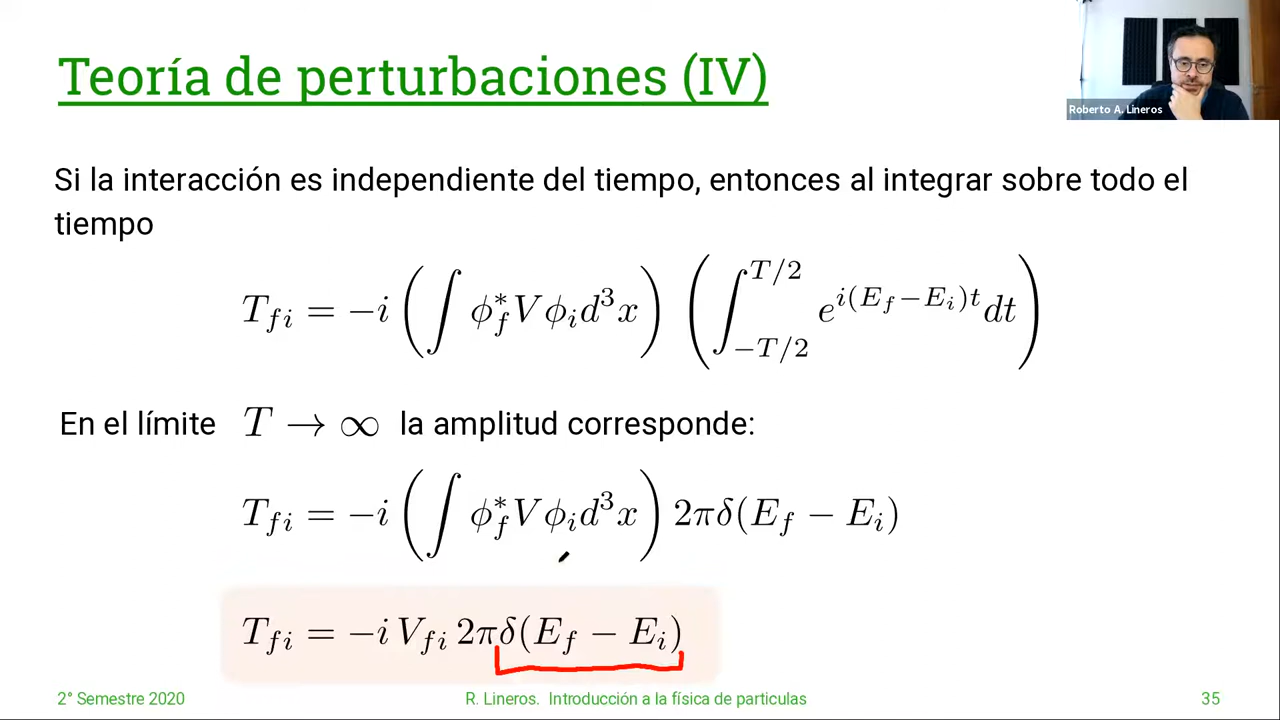 Teoría de perturbaciones (IV)
Roberto A. Lineros
Si la interacción es independiente del tiempo, entonces al integrar sobre todo el
tiempo
T_{fi} = −i (∫ ϕ_f^* V ϕ_i d^3x) (∫_{−T/2}^{T/2} e^{i(E_f−E_i)t} dt)
En el límite T → ∞ la amplitud corresponde:
T_{fi} = −i (∫ ϕ_f^* V ϕ_i d^3x) 2πδ(E_f − E_i)
T_{fi} = −i V_{fi} 2πδ(E_f − E_i)
2° Semestre 2020 R. Lineros. Introducción a la física de particulas 35